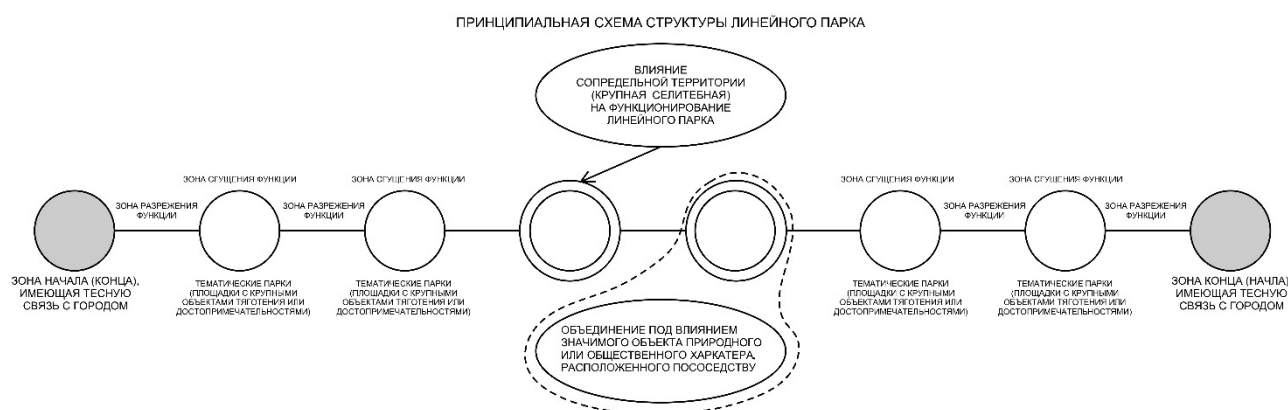 ПРИНЦИПИАЛЬНАЯ СХЕМА СТРУКТУРЫ ЛИНЕЙНОГО ПАРКА
ВЛИЯНИЕ
СОПРЕДЕЛЬНОЙ ТЕРРИТОРИИ
(КРУПНАЯ СЕЛИТЕБНАЯ)
НА ФУНКЦИОНИРОВАНИЕ
ЛИНЕЙНОГО ПАРКА
ЗОНА НАЧАЛА (КОНЦА),
ИМЕЮЩАЯ ТЕСНУЮ
СВЯЗЬ С ГОРОДОМ
ЗОНА РАЗРЕЖЕНИЯ
ФУНКЦИИ
ЗОНА СГУЩЕНИЯ ФУНКЦИИ
ТЕМАТИЧЕСКИЕ ПАРКИ
(ПЛОЩАДКИ С КРУПНЫМИ
ОБЪЕКТАМИ ТЯГОТЕНИЯ ИЛИ
ДОСТОПРИМЕЧАТЕЛЬНОСТЯМИ)
ЗОНА РАЗРЕЖЕНИЯ
ФУНКЦИИ
ЗОНА СГУЩЕНИЯ ФУНКЦИИ
ТЕМАТИЧЕСКИЕ ПАРКИ
(ПЛОЩАДКИ С КРУПНЫМИ
ОБЪЕКТАМИ ТЯГОТЕНИЯ ИЛИ
ДОСТОПРИМЕЧАТЕЛЬНОСТЯМИ)
ОБЪЕДИНЕНИЕ ПОД ВЛИЯНИЕМ
ЗНАЧИМОГО ОБЪЕКТА ПРИРОДНОГО
ИЛИ ОБЩЕСТВЕННОГО ХАРКАТЕРА,
РАСПОЛОЖЕННОГО ПОСОСЕДСТВУ
ЗОНА СГУЩЕНИЯ ФУНКЦИИ
ТЕМАТИЧЕСКИЕ ПАРКИ
(ПЛОЩАДКИ С КРУПНЫМИ
ОБЪЕКТАМИ ТЯГОТЕНИЯ ИЛИ
ДОСТОПРИМЕЧАТЕЛЬНОСТЯМИ)
ЗОНА РАЗРЕЖЕНИЯ
ФУНКЦИИ
ЗОНА СГУЩЕНИЯ ФУНКЦИИ
ТЕМАТИЧЕСКИЕ ПАРКИ
(ПЛОЩАДКИ С КРУПНЫМИ
ОБЪЕКТАМИ ТЯГОТЕНИЯ ИЛИ
ДОСТОПРИМЕЧАТЕЛЬНОСТЯМИ)
ЗОНА РАЗРЕЖЕНИЯ
ФУНКЦИИ
ЗОНА КОНЦА (НАЧЛА)
ИМЕЮЩАЯ ТЕСНУЮ
СВЯЗЬ С ГОРОДОМ